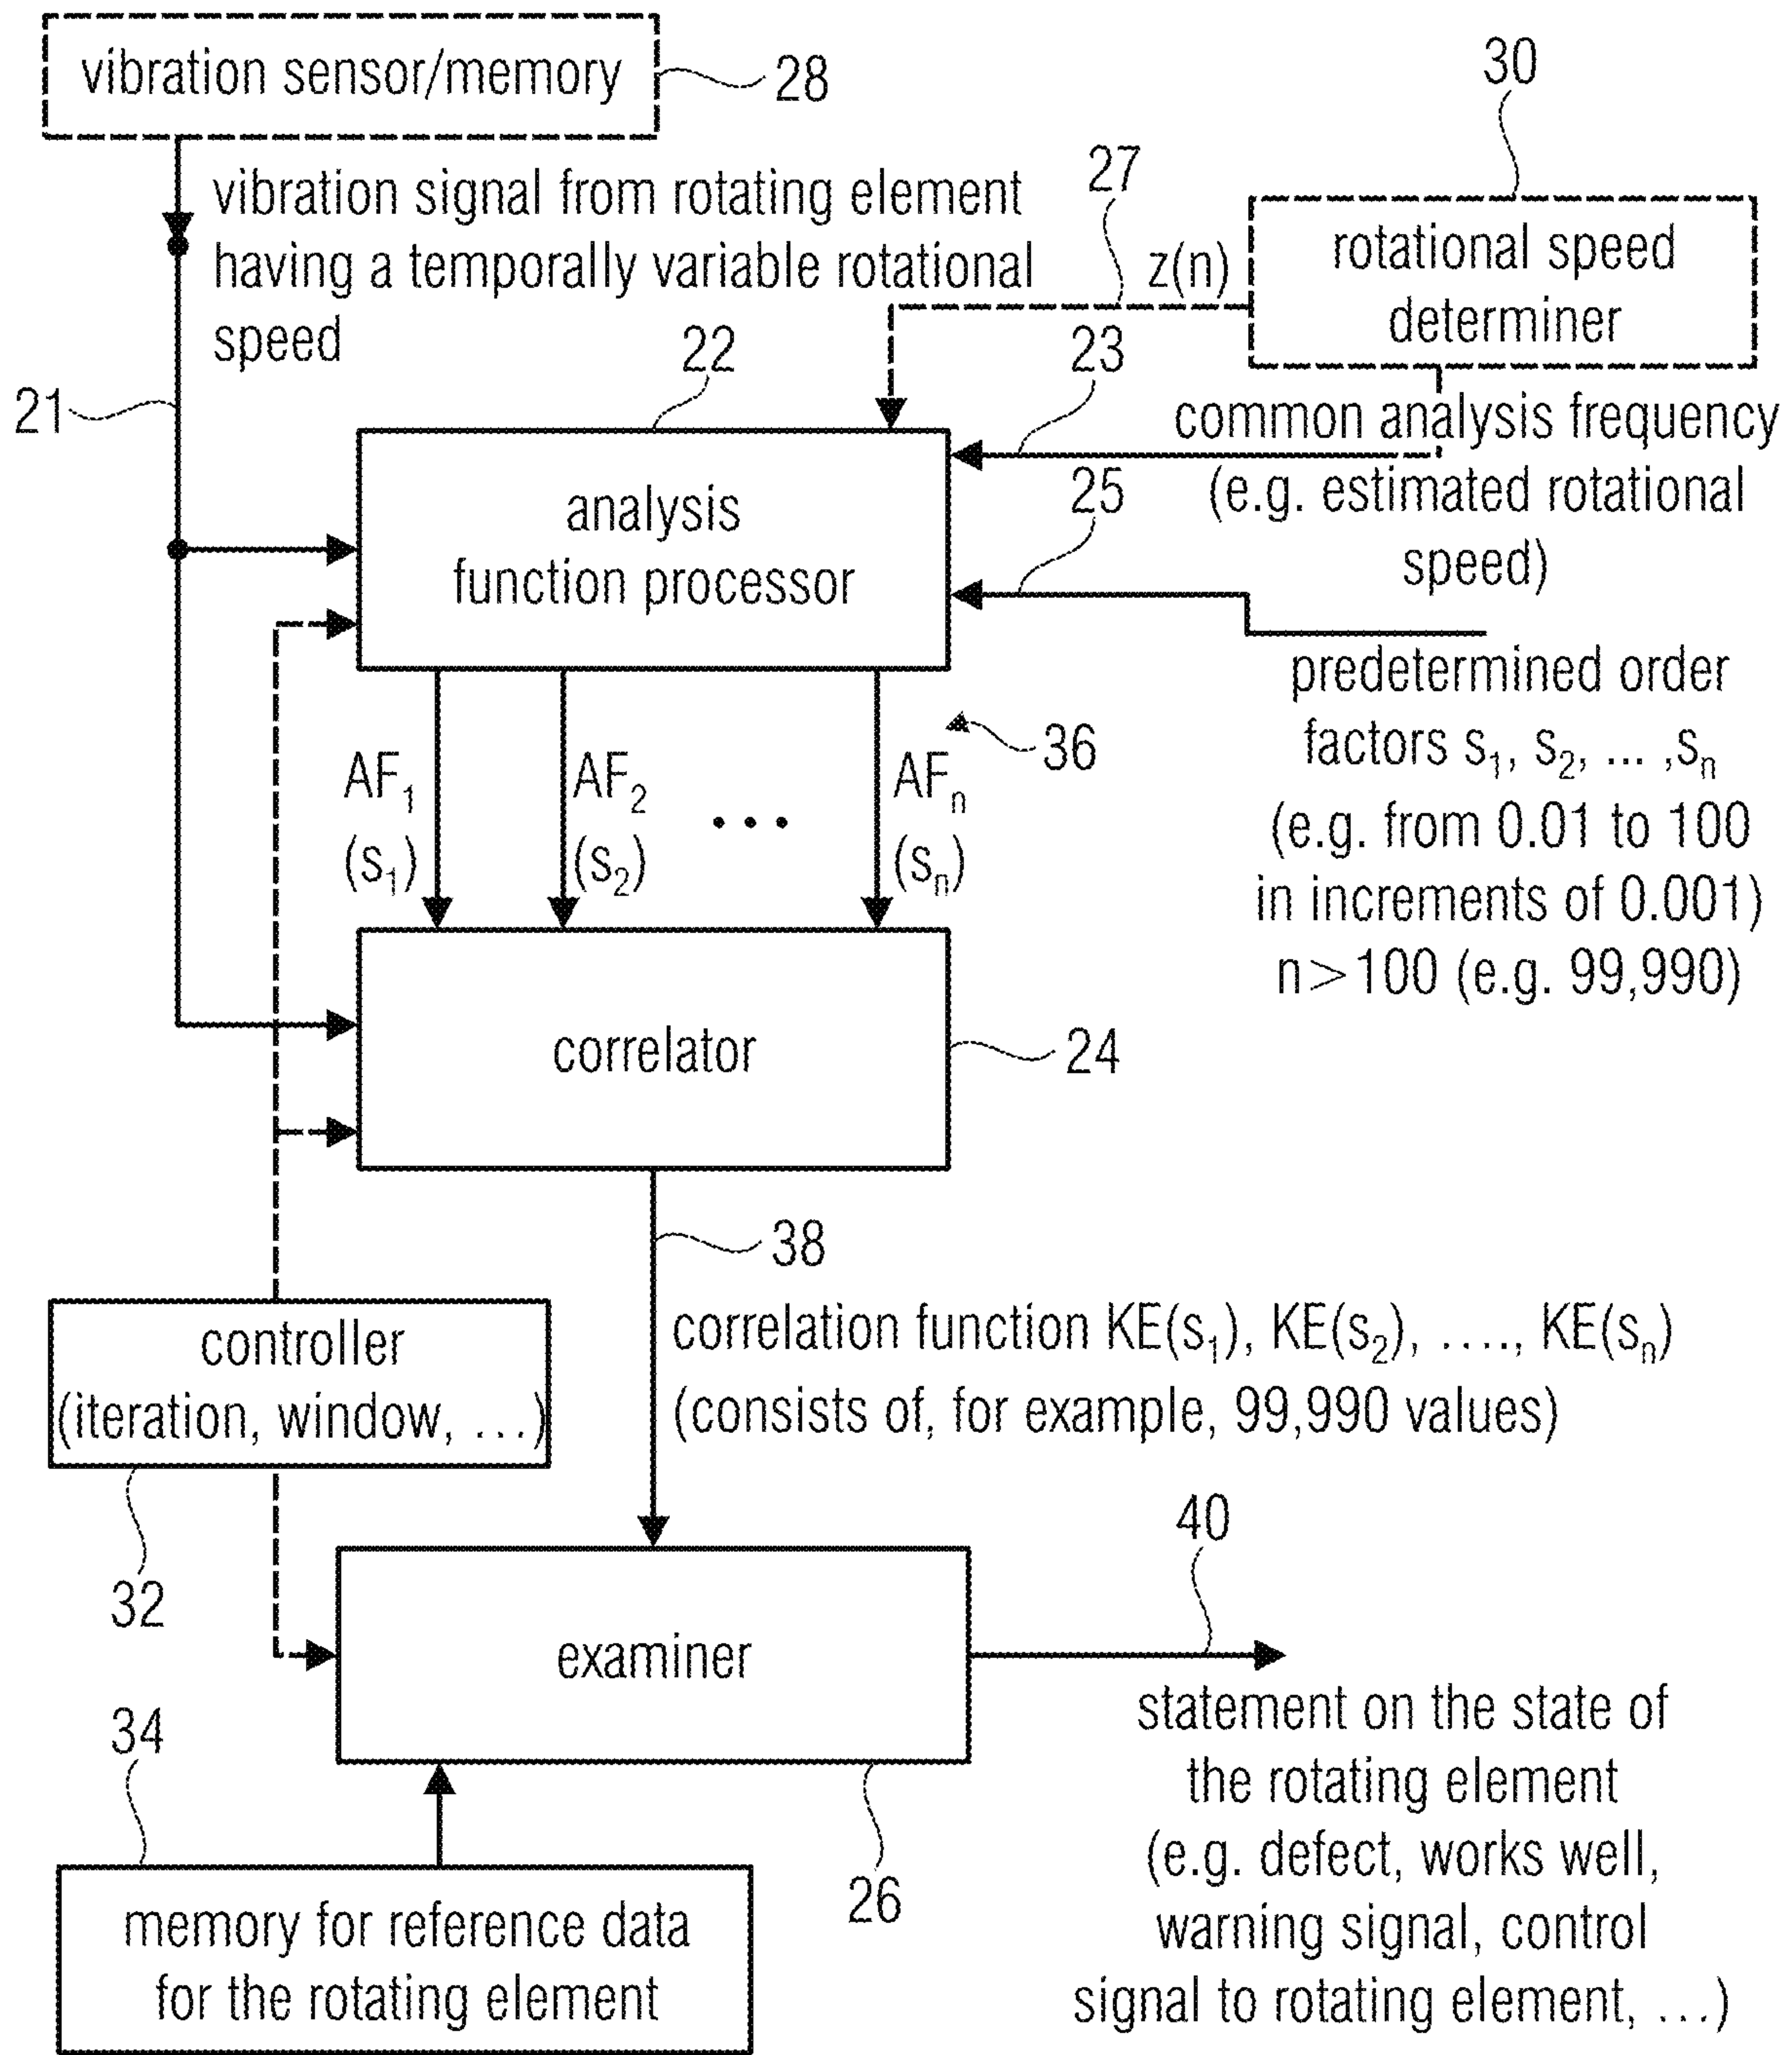 vibration sensor/memory
28
30
vibration signal from rotating element
having a temporally variable rotational
speed
27
z(n)
rotational speed
determiner
21
22
23
common analysis frequency
(e.g. estimated rotational
speed)
25
analysis
function processor
predetermined order
factors s₁, s₂, ... ,sₙ
(e.g. from 0.01 to 100
in increments of 0.001)
n>100 (e.g. 99,990)
36
AF₁
(s₁)
AF₂
(s₂)
...
AFₙ
(sₙ)
correlator
24
38
controller
(iteration, window, ...)
32
correlation function KE(s₁), KE(s₂), ...., KE(sₙ)
(consists of, for example, 99,990 values)
40
examiner
26
statement on the state of
the rotating element
(e.g. defect, works well,
warning signal, control
signal to rotating element, ...)
34
memory for reference data
for the rotating element